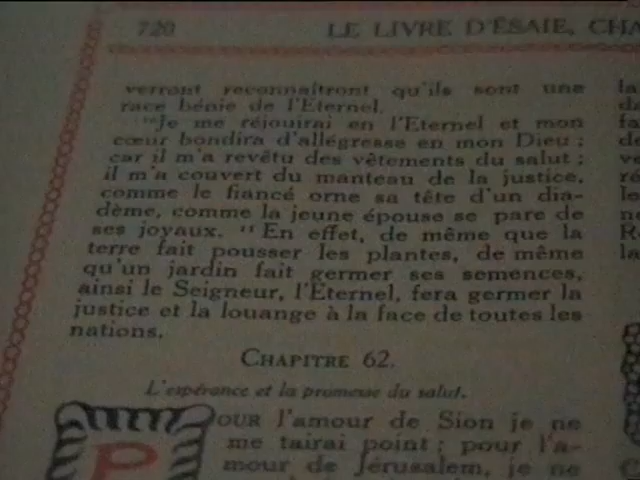 720
LE LIVRE D'ÉSAIE, CHA
verront reconnaîtront qu'ils sont une
race bénie de l'Eternel.
"Je me réjouirai en l'Eternel et mon
cœur bondira d'allégresse en mon Dieu ;
car il m'a revêtu des vêtements du salut ;
il m'a couvert du manteau de la justice,
comme le fiancé orne sa tête d'un dia-
dème, comme la jeune épouse se pare de
ses joyaux. " En effet, de même que la
terre fait pousser les plantes, de même
qu'un jardin fait germer ses semences,
ainsi le Seigneur, l'Eternel, fera germer la
justice et la louange à la face de toutes les
nations.
CHAPITRE 62.
L'espérance et la promesse du salut.
POUR l'amour de Sion je ne
me tairai point ; pour l'a-
mour de Jérusalem, je ne